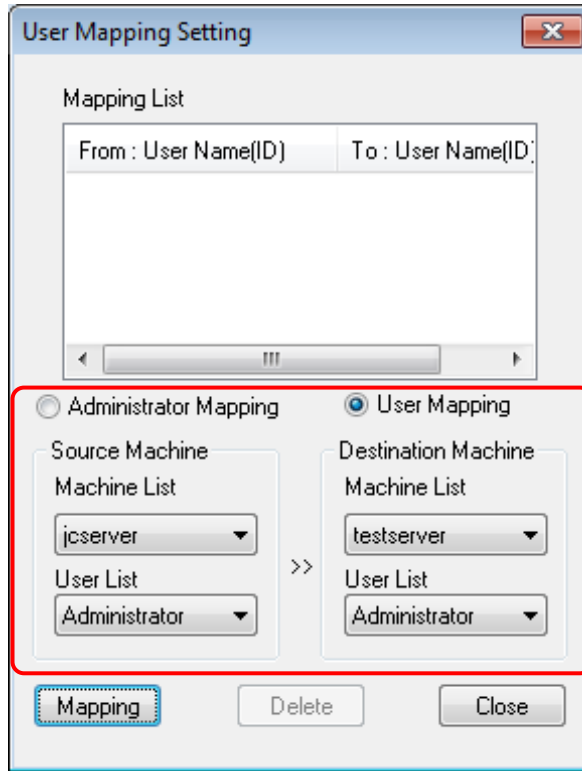 User Mapping Setting
Mapping List
From : User Name(ID) To : User Name(ID)
Administrator Mapping User Mapping
Source Machine Destination Machine
Machine List Machine List
jcserver testserver
>>
User List User List
Administrator Administrator
Mapping Delete Close